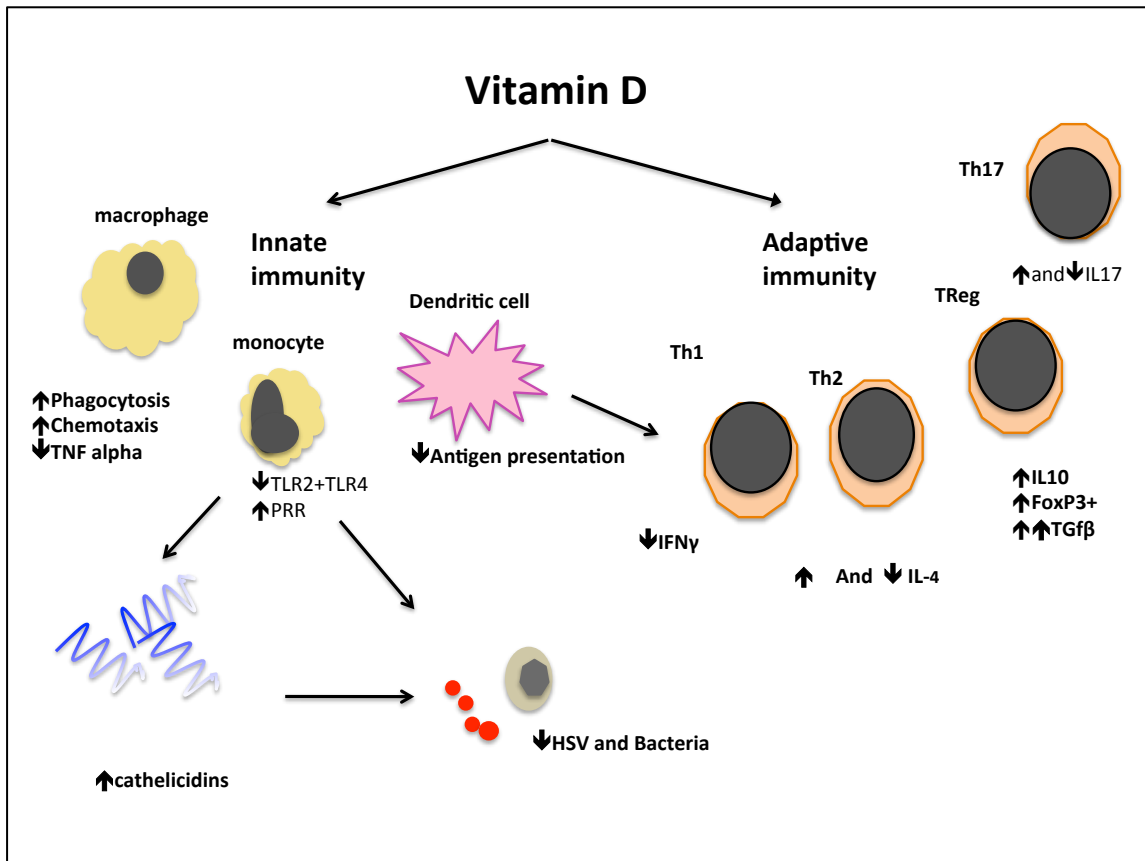 Vitamin D
macrophage
Innate
immunity
Adaptive
immunity
Th17
↑and↓IL17
monocyte
Dendritic cell
TReg
Th1
Th2
↑Phagocytosis
↑Chemotaxis
↓TNF alpha
↓TLR2+TLR4
↑PRR
↓Antigen presentation
↑IL10
↑FoxP3+
↑↑TGfβ
↓IFNγ
↑ And ↓ IL-4
↓HSV and Bacteria
↑cathelicidins